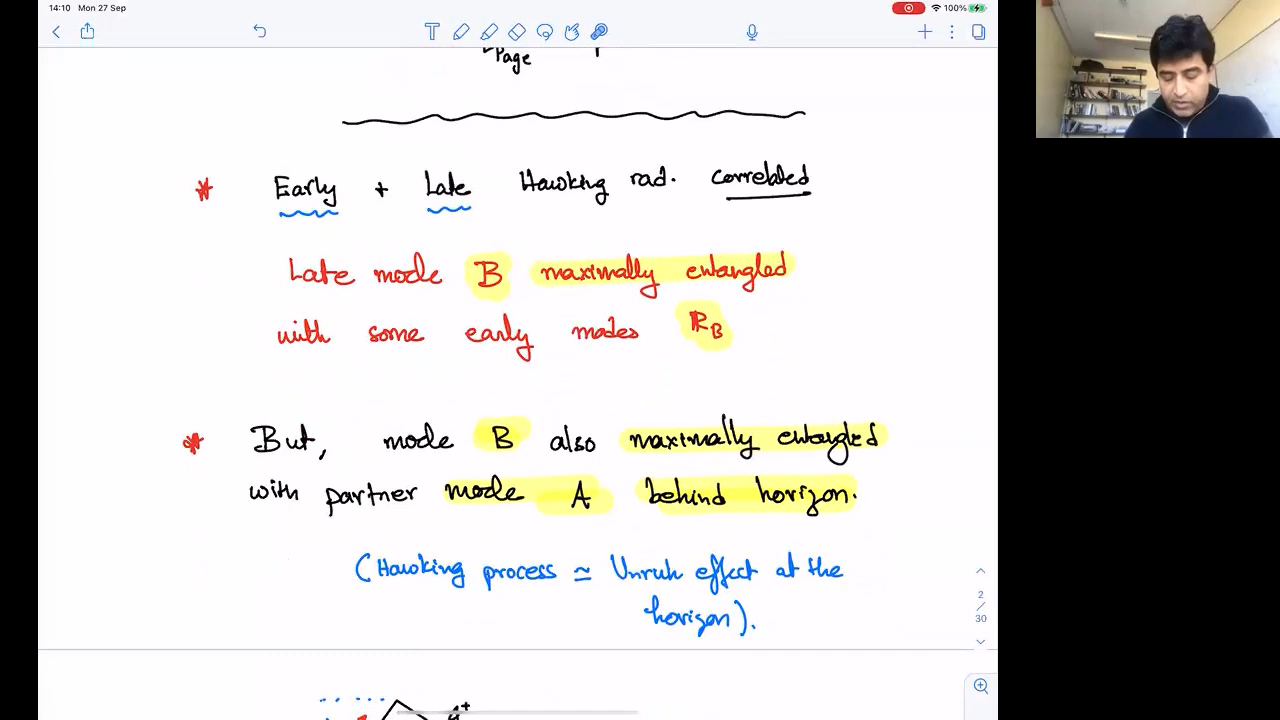 14:10 Mon 27 Sep
100%
Page
Early + Late Hawking rad. correlated
Late mode B maximally entangled
with some early modes R_B
But, mode B also maximally entangled
with partner mode A behind horizon.
(Hawking process ≃ Unruh effect at the
horizon).
2
/
30